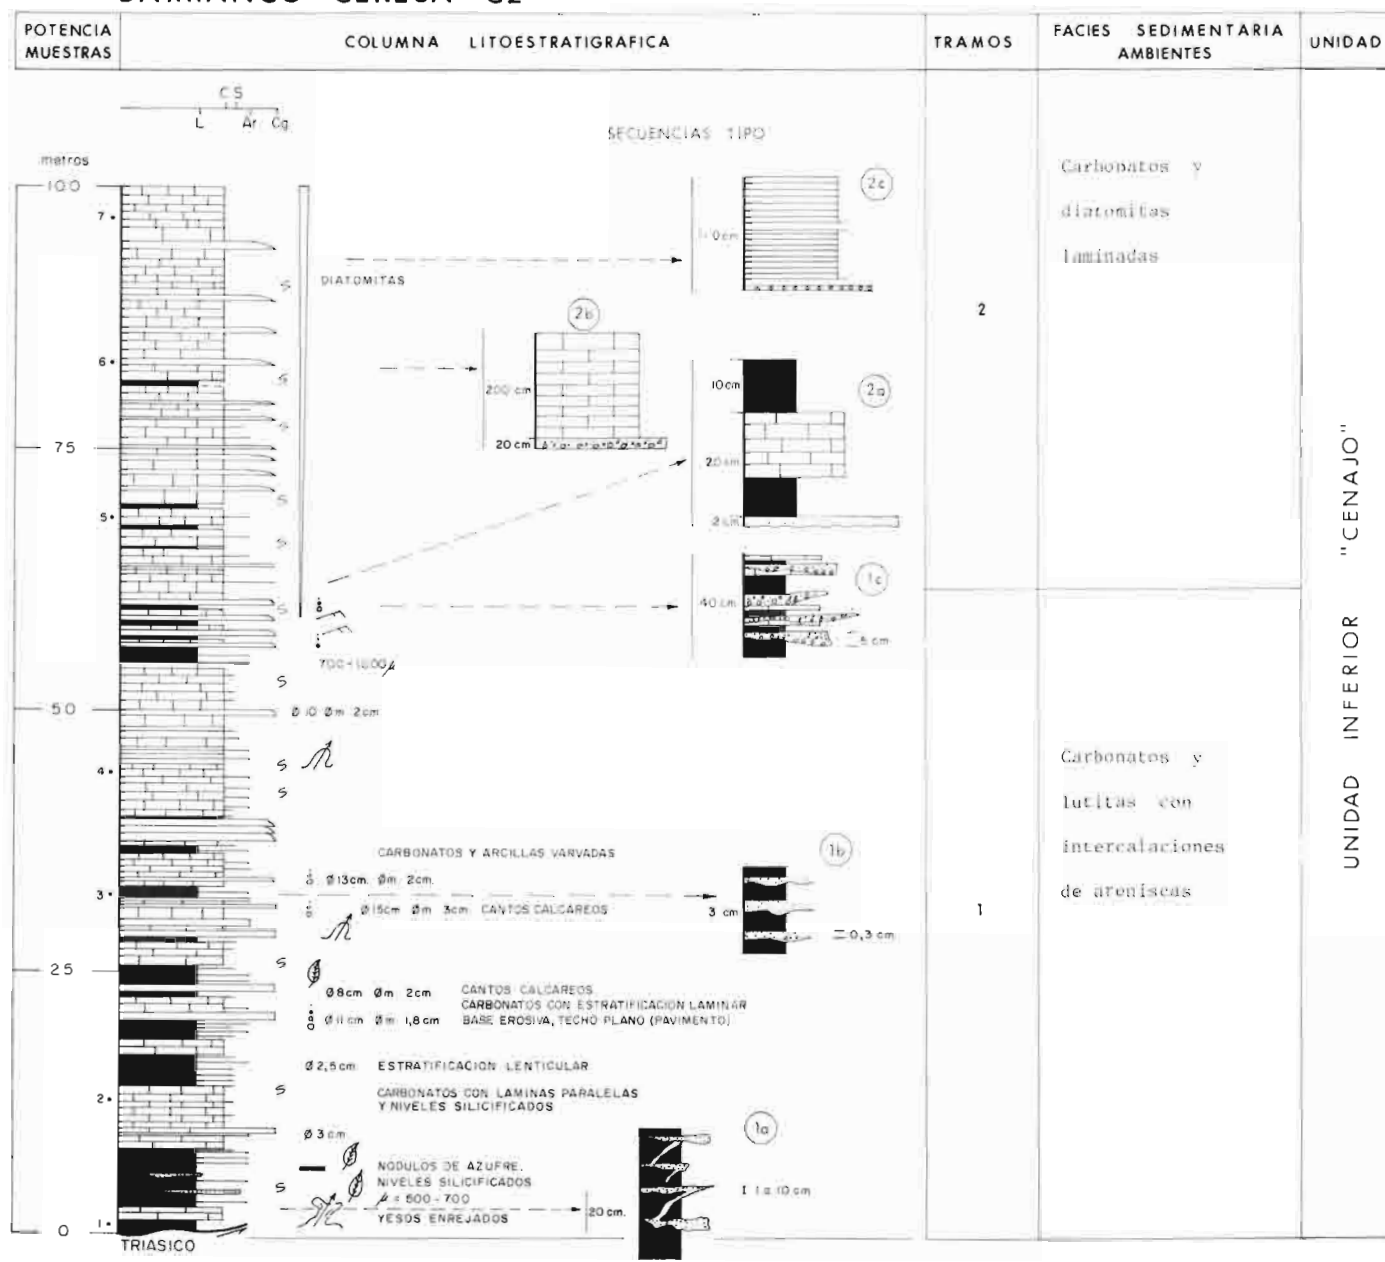 POTENCIA
MUESTRAS
COLUMNA LITOESTRATIGRAFICA
TRAMOS
FACIES SEDIMENTARIA
AMBIENTES
UNIDAD
C S
L Ar Cg
SECUENCIAS TIPO
metros
100
7
2c
DIATOMITAS
2b
6
200 cm
20 cm
10 cm
2a
20 cm
2 cm
75
5
1c
40 cm
5 cm
700-1800 μ
50
Ø 10 Øm 2cm
4
CARBONATOS Y ARCILLAS VARVADAS
1b
Ø 13cm. Øm 2cm.
3
Ø 15cm Øm 3cm CANTOS CALCAREOS
3 cm
0,3 cm
25
Ø 8cm Øm 2cm CANTOS CALCAREOS
CARBONATOS CON ESTRATIFICACION LAMINAR
Ø 11 cm Øm 1,8cm BASE EROSIVA, TECHO PLANO (PAVIMENTO)
Ø 2,5cm ESTRATIFICACION LENTICULAR
2
CARBONATOS CON LAMINAS PARALELAS
Y NIVELES SILICIFICADOS
1a
Ø 3 cm
NODULOS DE AZUFRE.
NIVELES SILICIFICADOS
μ = 600-700
1 a 10 cm
YESOS ENREJADOS
20 cm.
1
0
TRIASICO
2
1
Carbonatos y
diatomitas
laminadas
Carbonatos y
lutitas con
intercalaciones
de areniscas
UNIDAD INFERIOR "CENAJO"